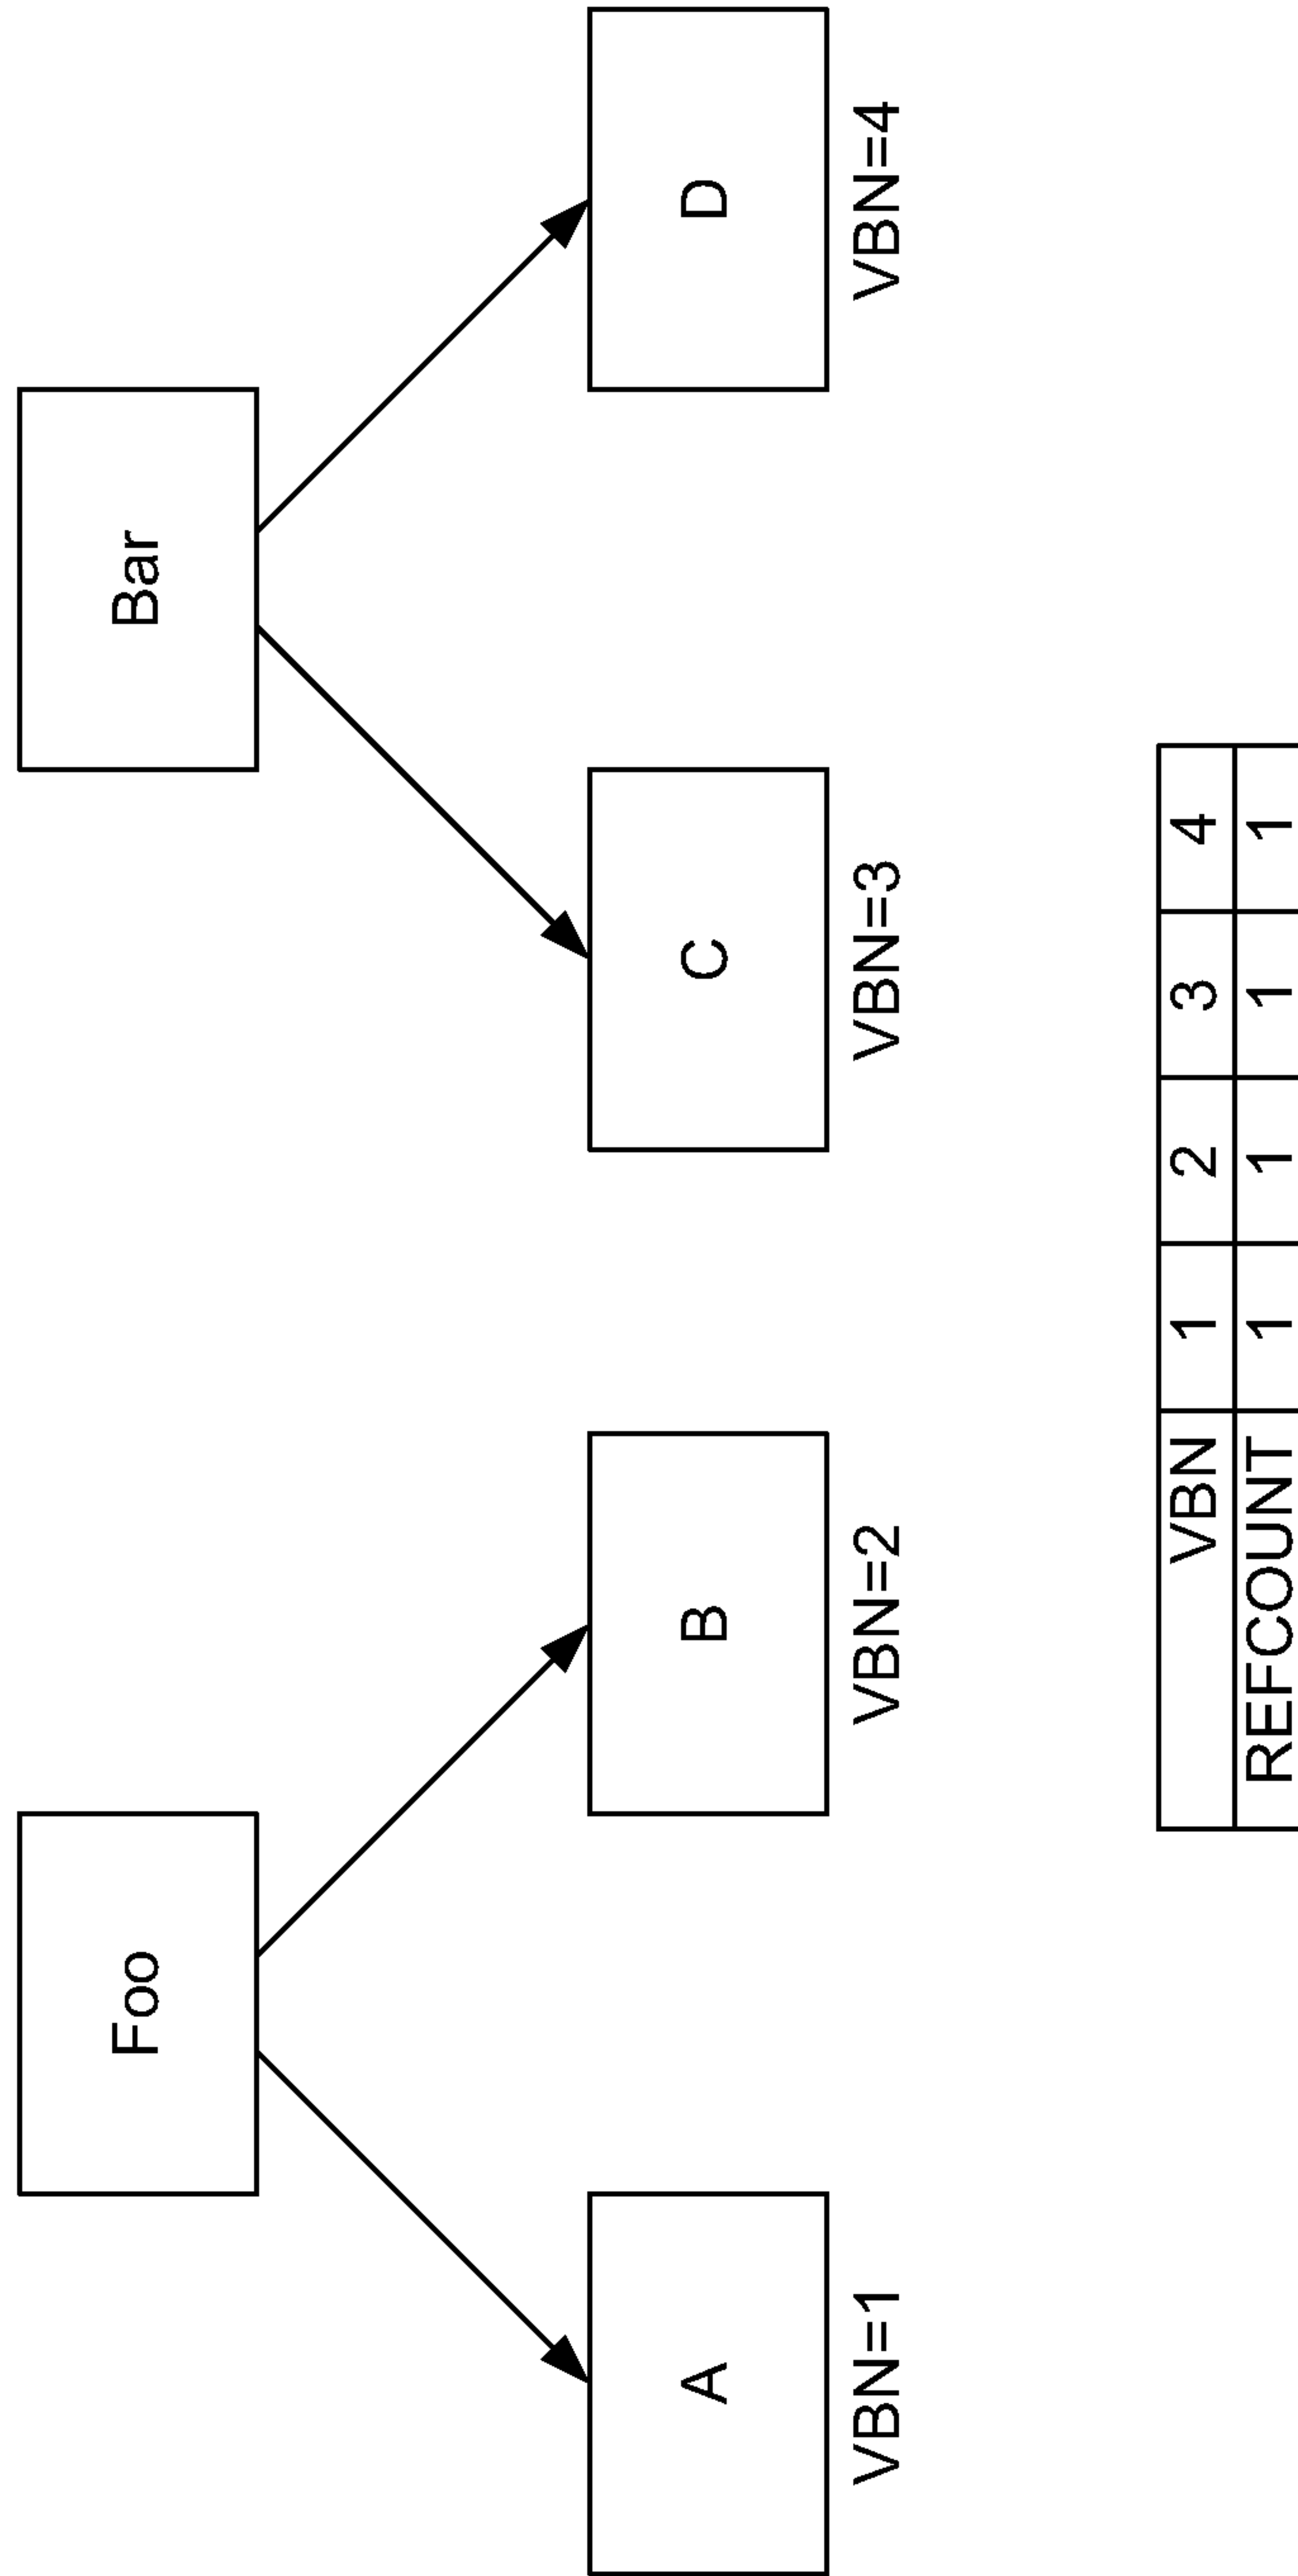 Foo Bar
A B C D
VBN=1 VBN=2 VBN=3 VBN=4
VBN 1 2 3 4
REFCOUNT 1 1 1 1